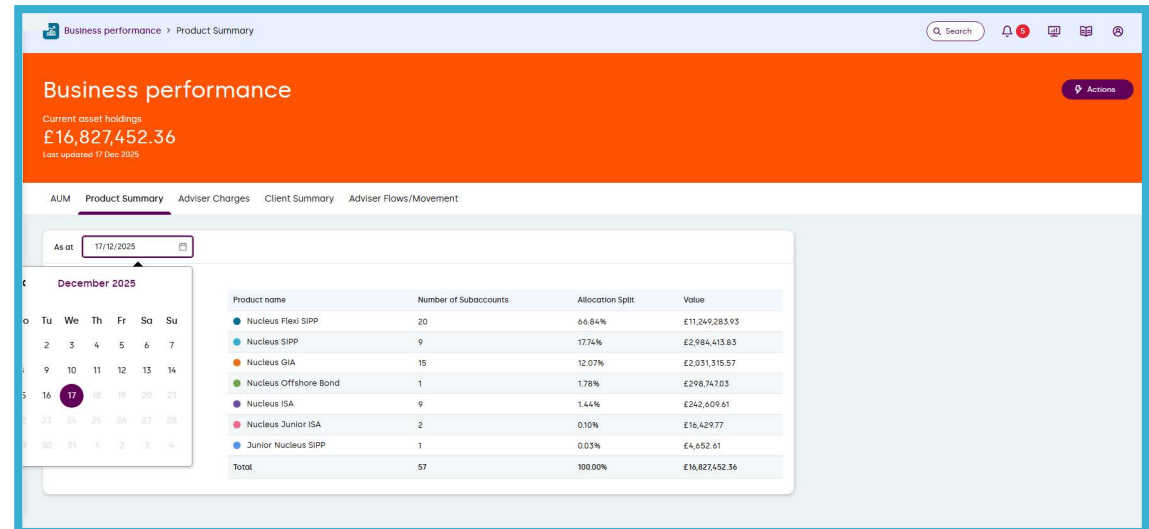 Business performance > Product Summary
Search
5
Business performance
Actions
Current asset holdings
£16,827,452.36
Last updated 17 Dec 2025
AUM Product Summary Adviser Charges Client Summary Adviser Flows/Movement
As at 17/12/2025
December 2025
Tu We Th Fr Sa Su
2 3 4 5 6 7
9 10 11 12 13 14
16 17 18 19 20 21
23 24 25 26 27 28
30 31 1 2 3 4
Product name Number of Subaccounts Allocation Split Value
Nucleus Flexi SIPP 20 66.84% £11,249,283.93
Nucleus SIPP 9 17.74% £2,984,413.83
Nucleus GIA 15 12.07% £2,031,315.57
Nucleus Offshore Bond 1 1.78% £298,747.03
Nucleus ISA 9 1.44% £242,609.61
Nucleus Junior ISA 2 0.10% £16,429.77
Junior Nucleus SIPP 1 0.03% £4,652.61
Total 57 100.00% £16,827,452.36